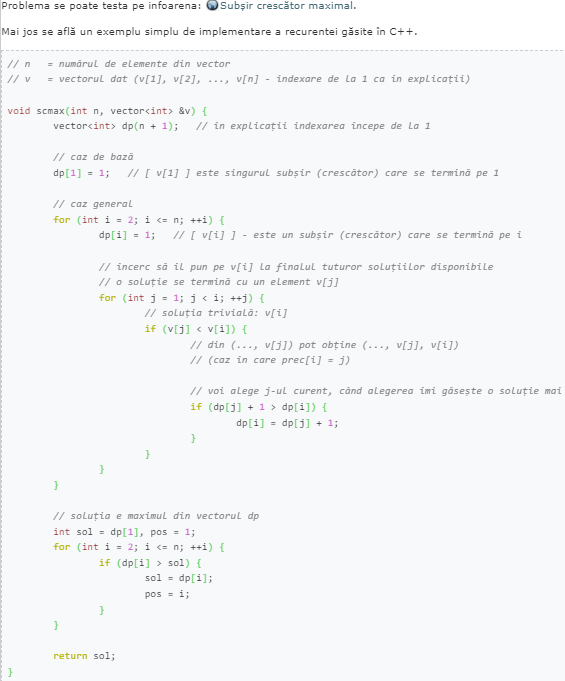 Problema se poate testa pe infoarena: Subșir crescător maximal.
Mai jos se află un exemplu simplu de implementare a recurentei găsite în C++.
// n   = numărul de elemente din vector
// v   = vectorul dat (v[1], v[2], ..., v[n] - indexare de la 1 ca în explicații)
void scmax(int n, vector<int> &v) {
vector<int> dp(n + 1);   // în explicații indexarea începe de la 1
// caz de bază
dp[1] = 1;   // [ v[1] ] este singurul subșir (crescător) care se termină pe 1
// caz general
for (int i = 2; i <= n; ++i) {
dp[i] = 1;   // [ v[i] ] - este un subșir (crescător) care se termină pe i
// încerc să îl pun pe v[i] la finalul tuturor soluțiilor disponibile
// o soluție se termină cu un element v[j]
for (int j = 1; j < i; ++j) {
// soluția trivială: v[i]
if (v[j] < v[i]) {
// din (..., v[j]) pot obține (..., v[j], v[i])
// (caz în care prec[i] = j)
// voi alege j-ul curent, când alegerea îmi găsește o soluție mai
if (dp[j] + 1 > dp[i]) {
dp[i] = dp[j] + 1;
}
}
}
}
// soluția e maximul din vectorul dp
int sol = dp[1], pos = 1;
for (int i = 2; i <= n; ++i) {
if (dp[i] > sol) {
sol = dp[i];
pos = i;
}
}
return sol;
}